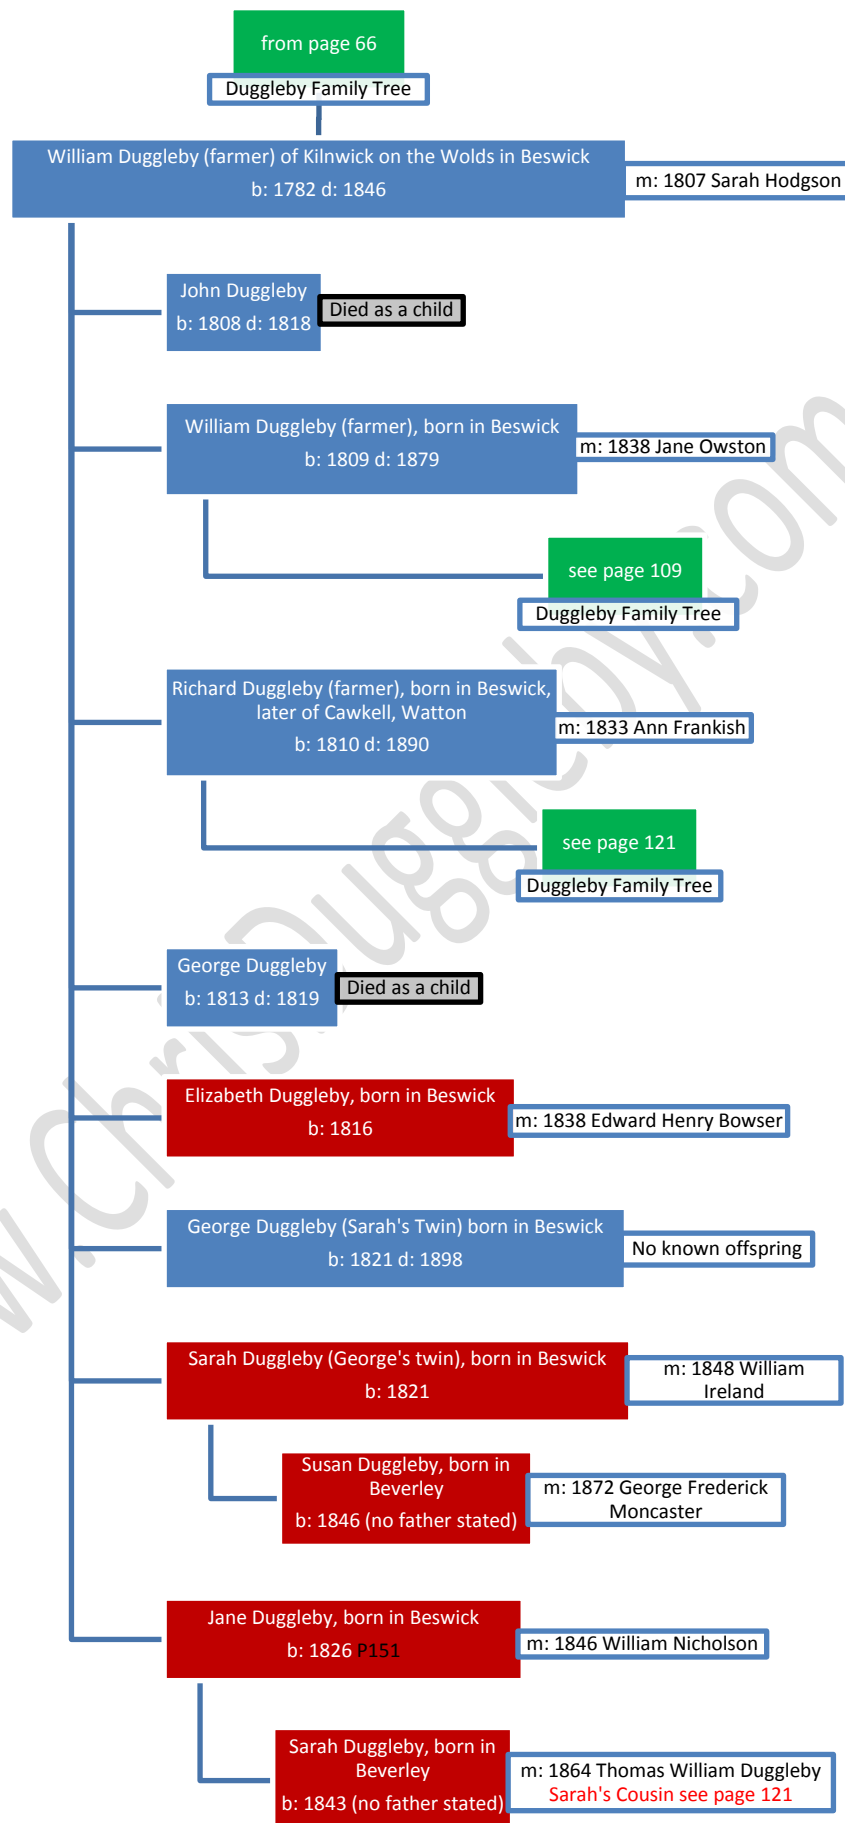 from page 66
Duggleby Family Tree
William Duggleby (farmer) of Kilnwick on the Wolds in Beswick
b: 1782 d: 1846
m: 1807 Sarah Hodgson
John Duggleby
b: 1808 d: 1818
Died as a child
William Duggleby (farmer), born in Beswick
b: 1809 d: 1879
m: 1838 Jane Owston
see page 109
Duggleby Family Tree
Richard Duggleby (farmer), born in Beswick,
later of Cawkell, Watton
b: 1810 d: 1890
m: 1833 Ann Frankish
see page 121
Duggleby Family Tree
George Duggleby
b: 1813 d: 1819
Died as a child
Elizabeth Duggleby, born in Beswick
b: 1816
m: 1838 Edward Henry Bowser
George Duggleby (Sarah's Twin) born in Beswick
b: 1821 d: 1898
No known offspring
Sarah Duggleby (George's twin), born in Beswick
b: 1821
m: 1848 William
Ireland
Susan Duggleby, born in
Beverley
b: 1846 (no father stated)
m: 1872 George Frederick
Moncaster
Jane Duggleby, born in Beswick
b: 1826 P151
m: 1846 William Nicholson
Sarah Duggleby, born in
Beverley
b: 1843 (no father stated)
m: 1864 Thomas William Duggleby
Sarah's Cousin see page 121
w.ChrisDuggleby.com